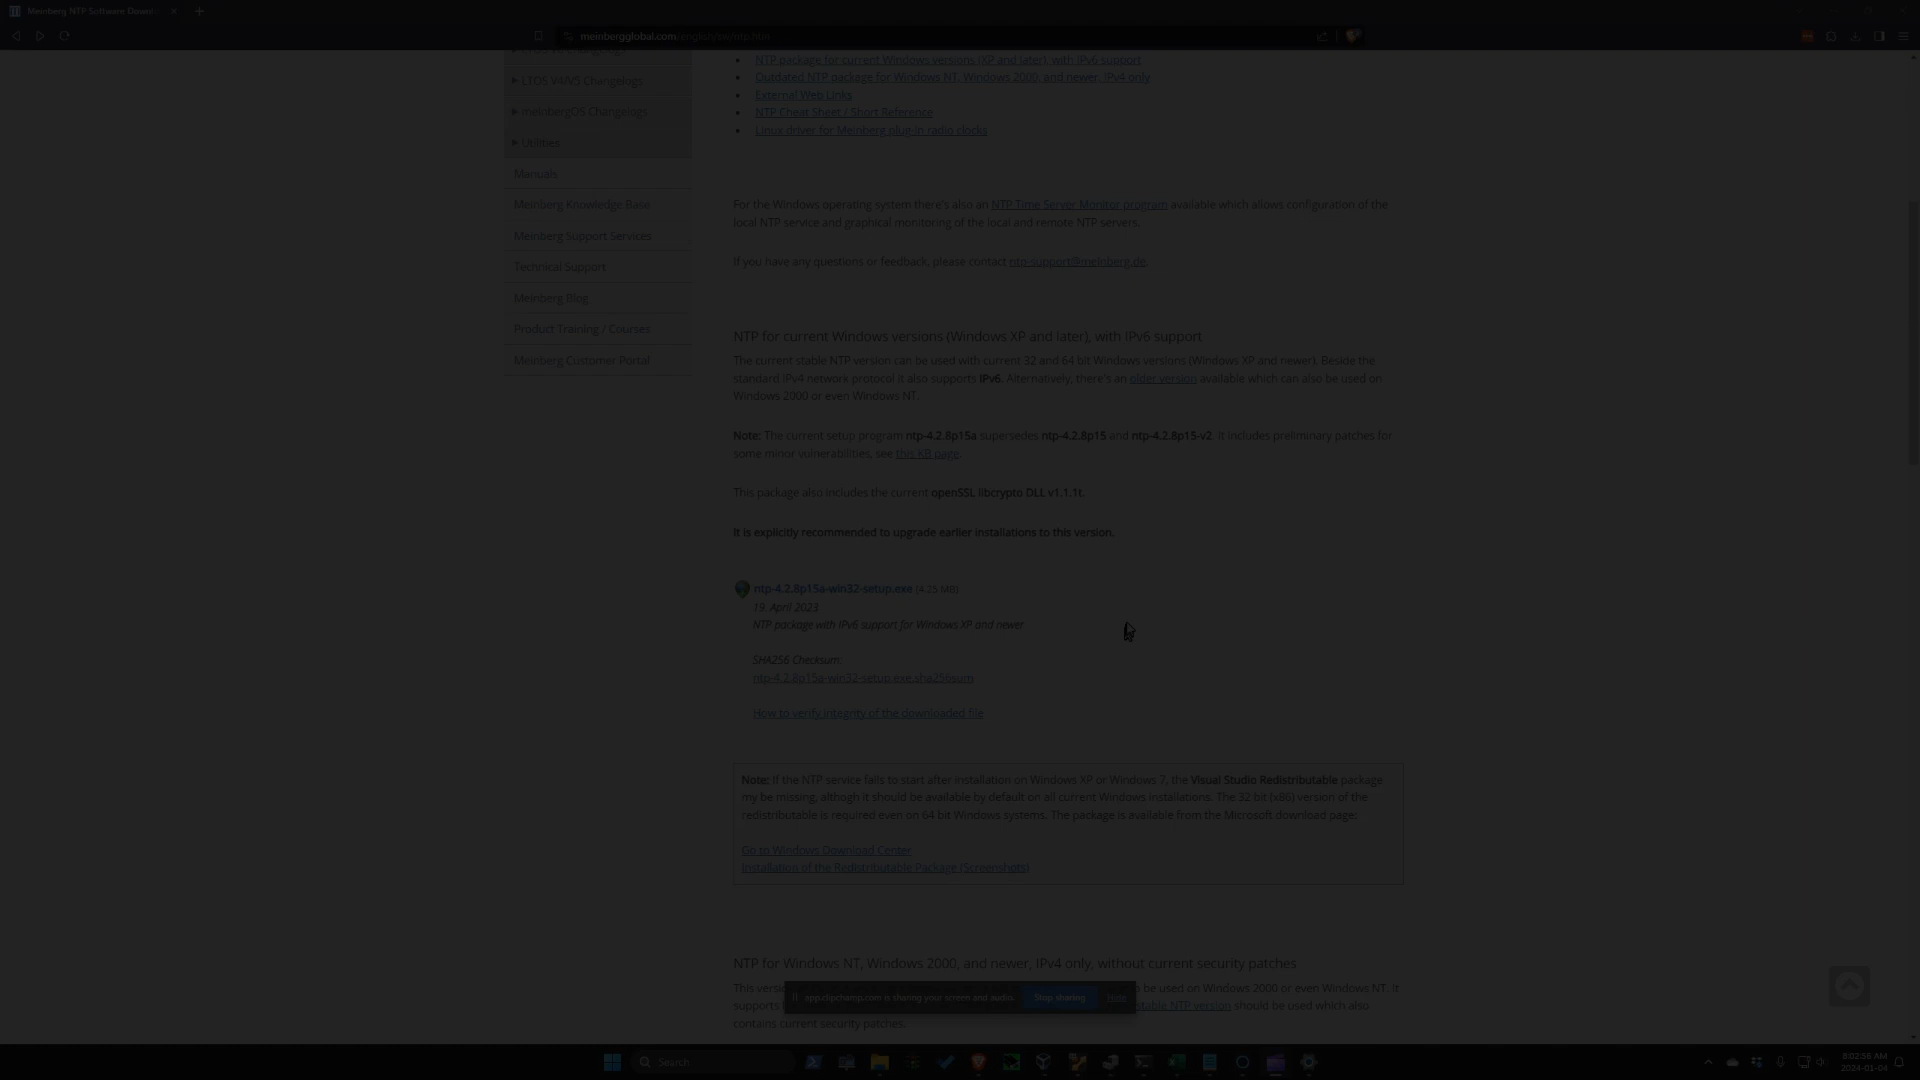 Meinberg NTP Software Downl
meinbergglobal.com/english/sw/ntp.htm
LTOS V4/V5 Changelogs
meinbergOS Changelogs
Utilities
Manuals
Meinberg Knowledge Base
Meinberg Support Services
Technical Support
Meinberg Blog
Product Training / Courses
Meinberg Customer Portal
NTP package for current Windows versions (XP and later), with IPv6 support
Outdated NTP package for Windows NT, Windows 2000, and newer, IPv4 only
External Web Links
NTP Cheat Sheet / Short Reference
Linux driver for Meinberg plug-in radio clocks
For the Windows operating system there's also an NTP Time Server Monitor program available which allows configuration of the
local NTP service and graphical monitoring of the local and remote NTP servers.
If you have any questions or feedback, please contact ntp-support@meinberg.de.
NTP for current Windows versions (Windows XP and later), with IPv6 support
The current stable NTP version can be used with current 32 and 64 bit Windows versions (Windows XP and newer). Beside the
standard IPv4 network protocol it also supports IPv6. Alternatively, there's an older version available which can also be used on
Windows 2000 or even Windows NT.
Note: The current setup program ntp-4.2.8p15a supersedes ntp-4.2.8p15 and ntp-4.2.8p15-v2. It includes preliminary patches for
some minor vulnerabilities, see this KB page.
This package also includes the current openSSL libcrypto DLL v1.1.1t.
It is explicitly recommended to upgrade earlier installations to this version.
ntp-4.2.8p15a-win32-setup.exe (4.25 MB)
19. April 2023
NTP package with IPv6 support for Windows XP and newer
SHA256 Checksum:
ntp-4.2.8p15a-win32-setup.exe.sha256sum
How to verify integrity of the downloaded file
Note: If the NTP service fails to start after installation on Windows XP or Windows 7, the Visual Studio Redistributable package
my be missing, althogh it should be available by default on all current Windows installations. The 32 bit (x86) version of the
redistributable is required even on 64 bit Windows systems. The package is available from the Microsoft download page:
Go to Windows Download Center
Installation of the Redistributable Package (Screenshots)
NTP for Windows NT, Windows 2000, and newer, IPv4 only, without current security patches
This versi be used on Windows 2000 or even Windows NT. It
supports stable NTP version should be used which also
contains current security patches.
app.clipchamp.com is sharing your screen and audio. Stop sharing Hide
Search
8:02:56 AM
2024-01-04